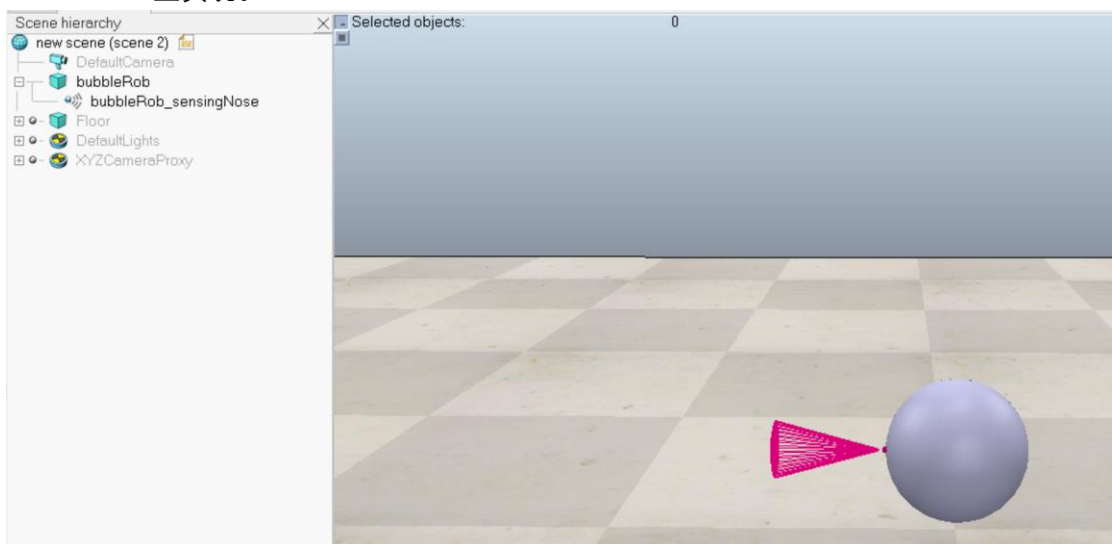 Scene hierarchy
Selected objects: 0
new scene (scene 2)
DefaultCamera
bubbleRob
bubbleRob_sensingNose
Floor
DefaultLights
XYZCameraProxy